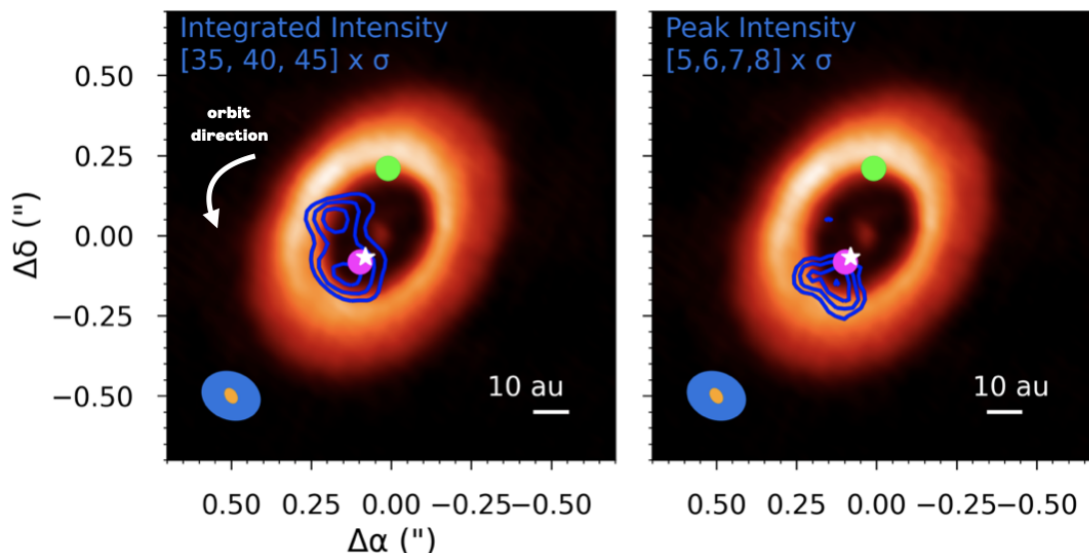 Integrated Intensity
[35, 40, 45] x σ
orbit
direction
10 au
Peak Intensity
[5,6,7,8] x σ
10 au
0.50
0.25
0.00
−0.25
−0.50
Δδ (")
0.50 0.25 0.00 −0.25 −0.50
0.50 0.25 0.00 −0.25 −0.50
Δα (")